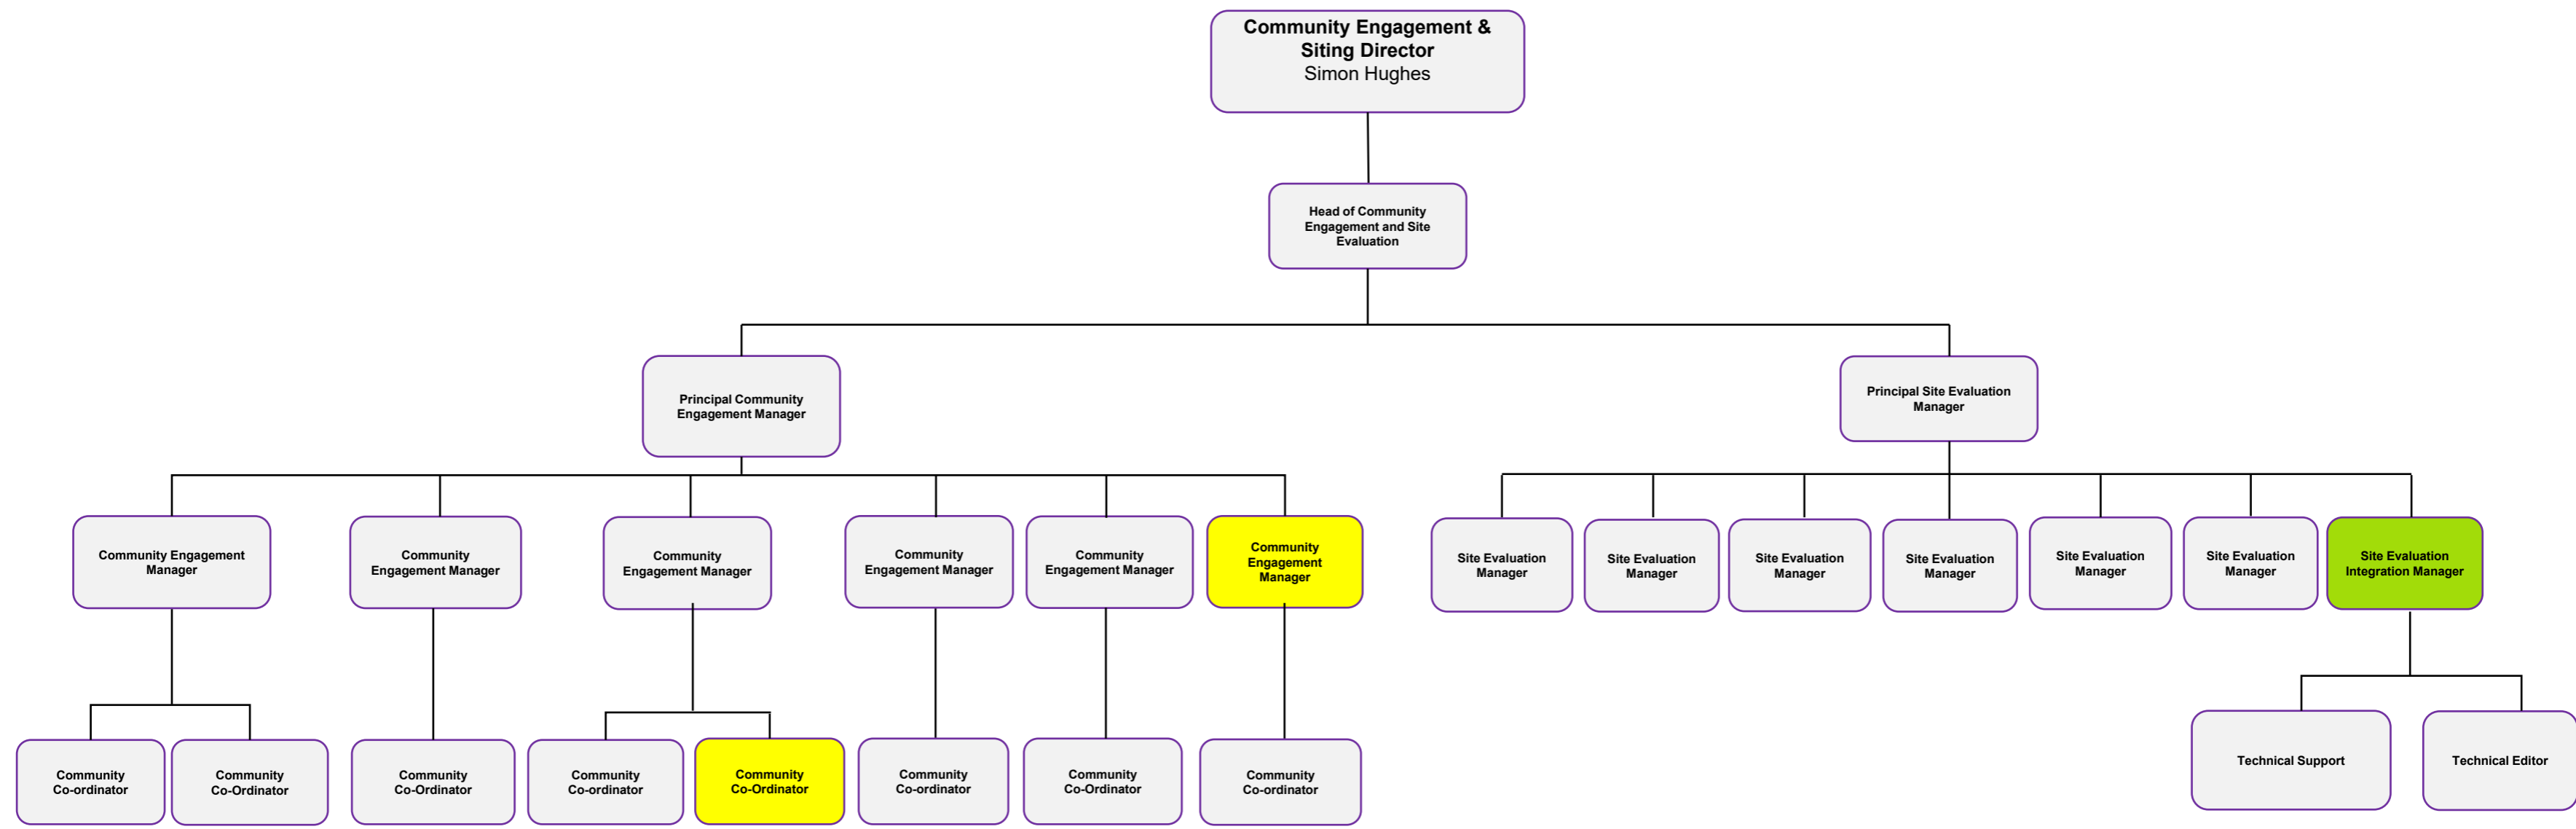 Community Engagement &
Siting Director
Simon Hughes
Head of Community
Engagement and Site
Evaluation
Principal Community
Engagement Manager
Principal Site Evaluation
Manager
Community Engagement
Manager
Community
Engagement Manager
Community
Engagement Manager
Community
Engagement Manager
Community
Engagement Manager
Community
Engagement
Manager
Site Evaluation
Manager
Site Evaluation
Manager
Site Evaluation
Manager
Site Evaluation
Manager
Site Evaluation
Manager
Site Evaluation
Manager
Site Evaluation
Integration Manager
Community
Co-ordinator
Community
Co-Ordinator
Community
Co-Ordinator
Community
Co-ordinator
Community
Co-Ordinator
Community
Co-ordinator
Community
Co-Ordinator
Community
Co-ordinator
Technical Support
Technical Editor